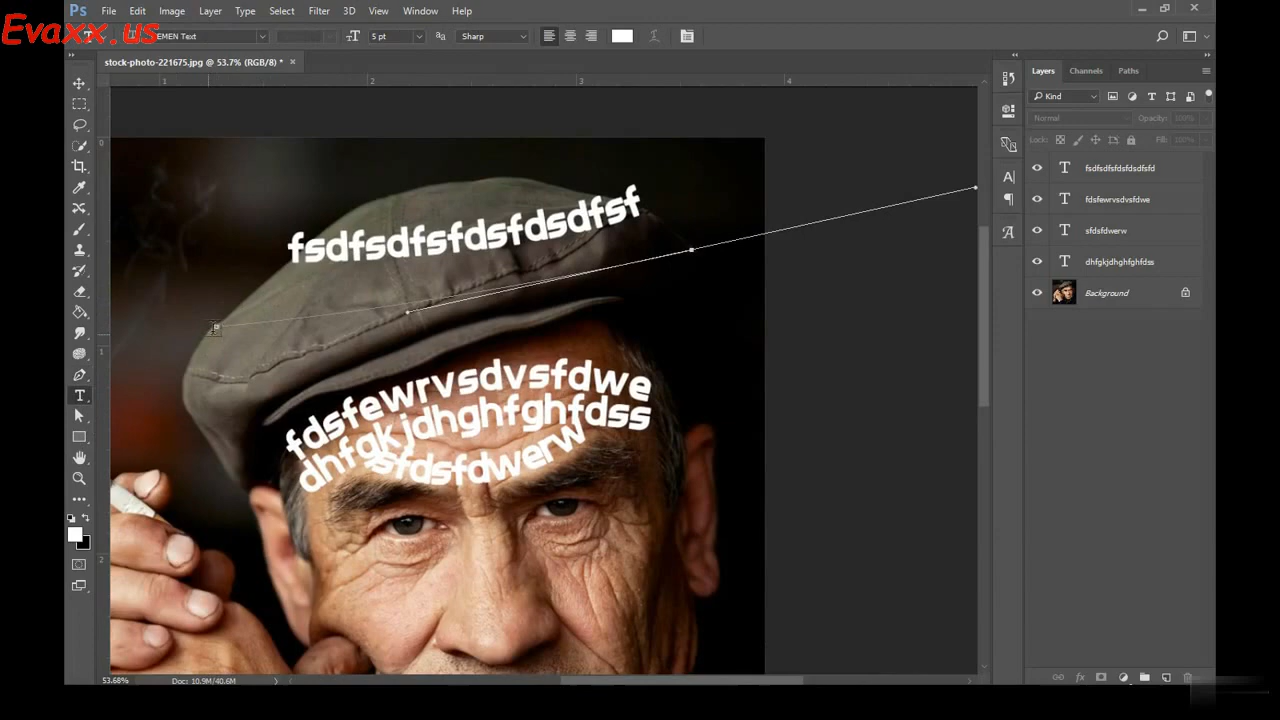 Evaxx.us
Ps File Edit Image Layer Type Select Filter 3D View Window Help
EMEN Text 5 pt Sharp
stock-photo-221675.jpg @ 53.7% (RGB/8) *
Layers Channels Paths
Kind
Normal Opacity: 100%
Lock: Fill: 100%
fsdfsdfsfdsfdsdfsf
fsdfsdfsfdsfdsdfsfd
fdsfewrvsdvsfdwe
sfdsfdwerw
dhfgkjdhghfghfdss
Background
fdsfewrvsdvsfdwe
dhfgkjdhghfghfdss
sfdsfdwerw
53.68% Doc: 10.9M/40.6M